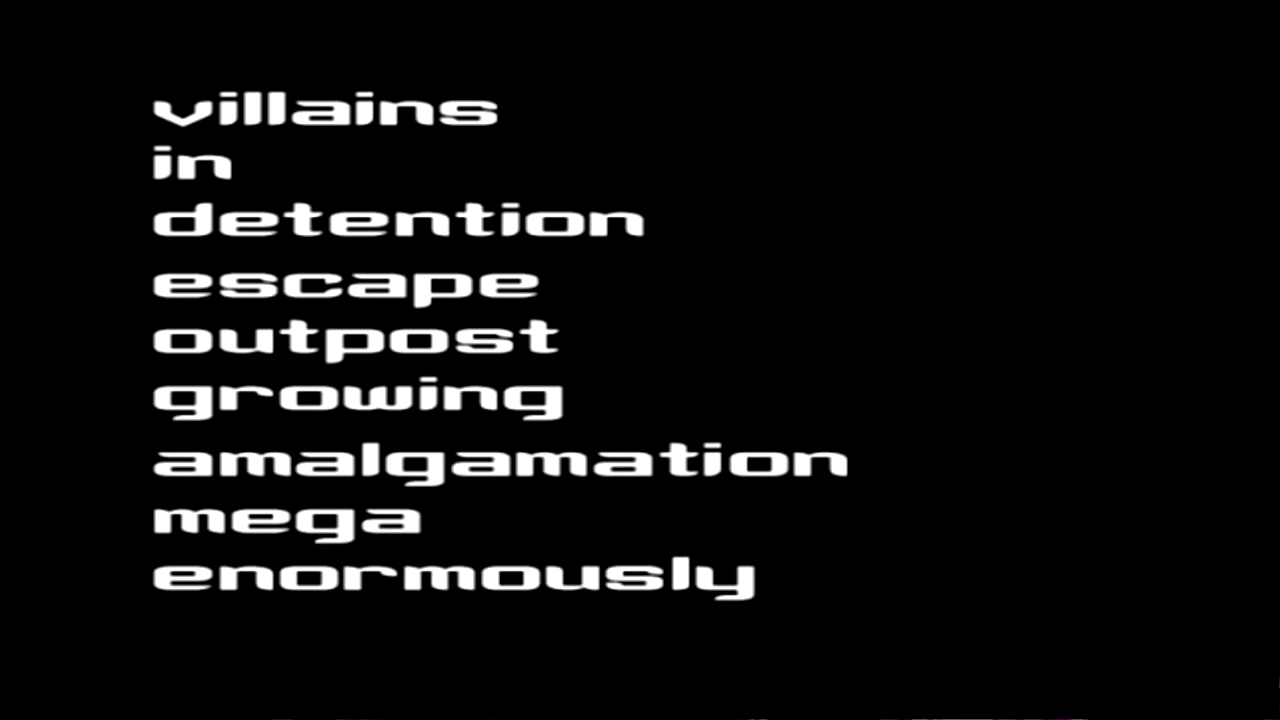 villains
in
detention
escape
outpost
growing
amalgamation
mega
enormously